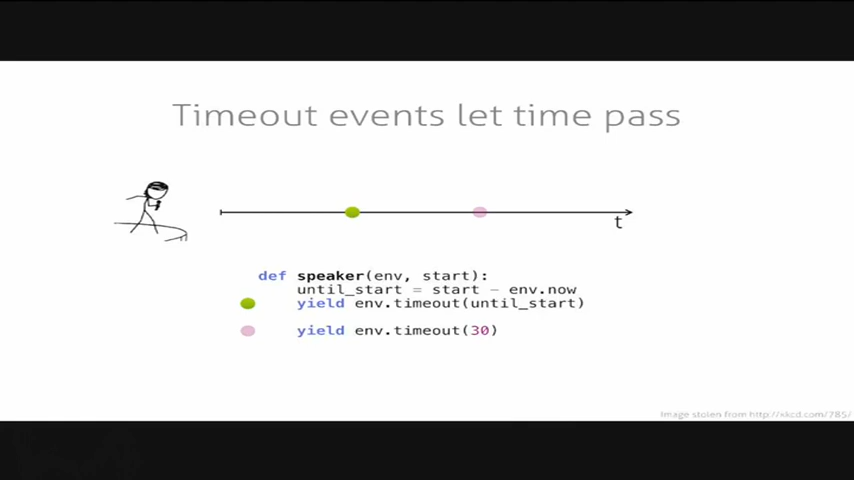 Timeout events let time pass
t
def speaker(env, start):
until_start = start - env.now
yield env.timeout(until_start)
yield env.timeout(30)
Image stolen from http://xkcd.com/785/